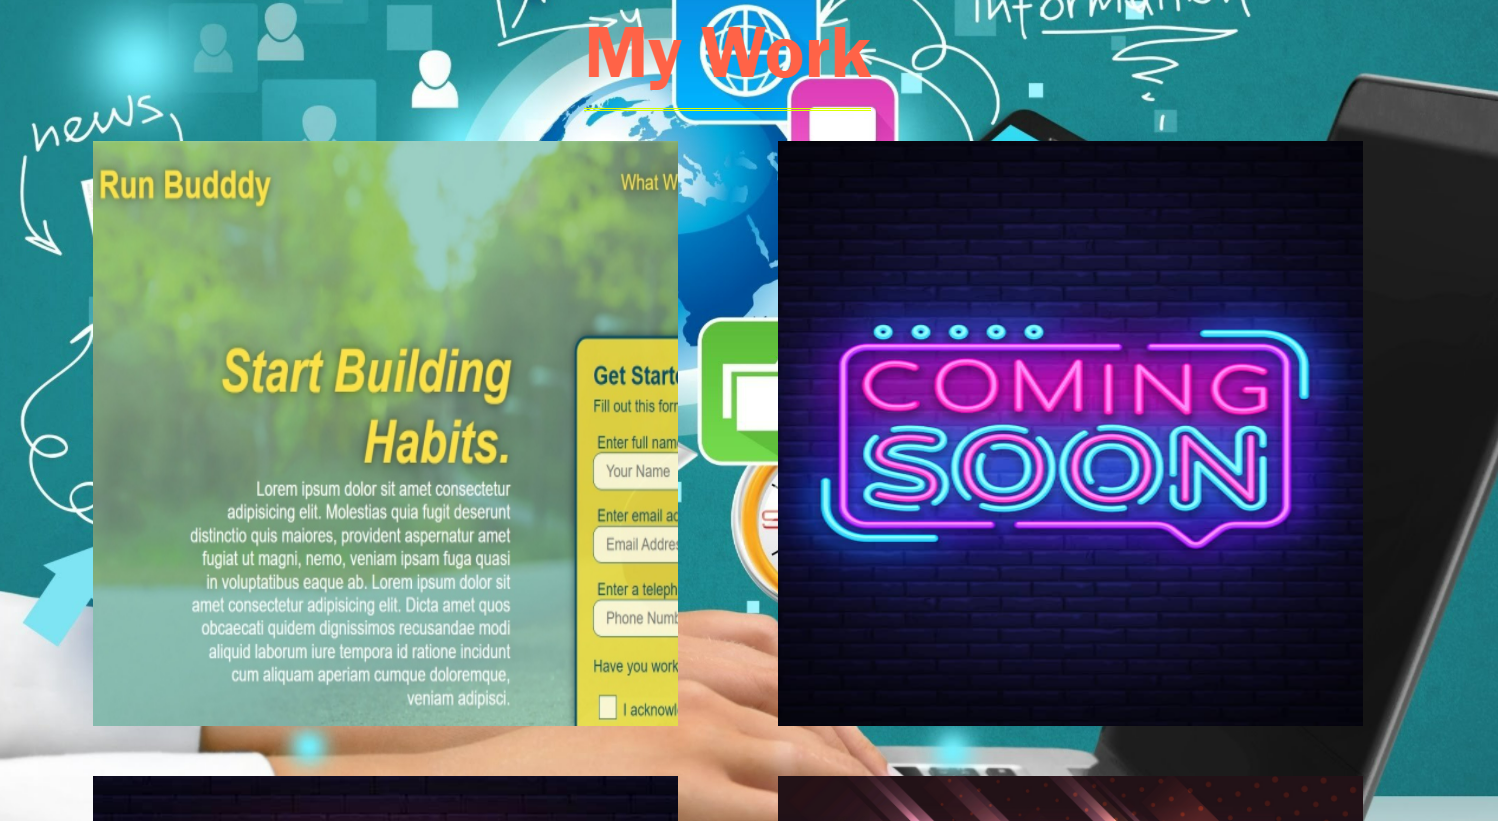 information
My Work
news,
Run Budddy
What W
Start Building
Habits.
Lorem ipsum dolor sit amet consectetur
adipisicing elit. Molestias quia fugit deserunt
distinctio quis maiores, provident aspernatur amet
fugiat ut magni, nemo, veniam ipsam fuga quasi
in voluptatibus eaque ab. Lorem ipsum dolor sit
amet consectetur adipisicing elit. Dicta amet quos
obcaecati quidem dignissimos recusandae modi
aliquid laborum iure tempora id ratione incidunt
cum aliquam aperiam cumque doloremque,
veniam adipisci.
Get Starte
Fill out this forr
Enter full nam
Your Name
Enter email ad
Email Addres
Enter a teleph
Phone Numb
Have you work
I acknowl
COMING
SOON